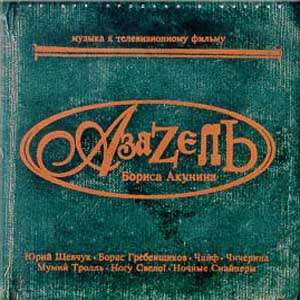 музыка к телевизионному фильму
АзаZелЬ
Бориса Акунина
Юрий Шевчук · Борис Гребенщиков · Чайф · Чичерина
Мумий Тролль · Ногу Свело! · Ночные Снайперы